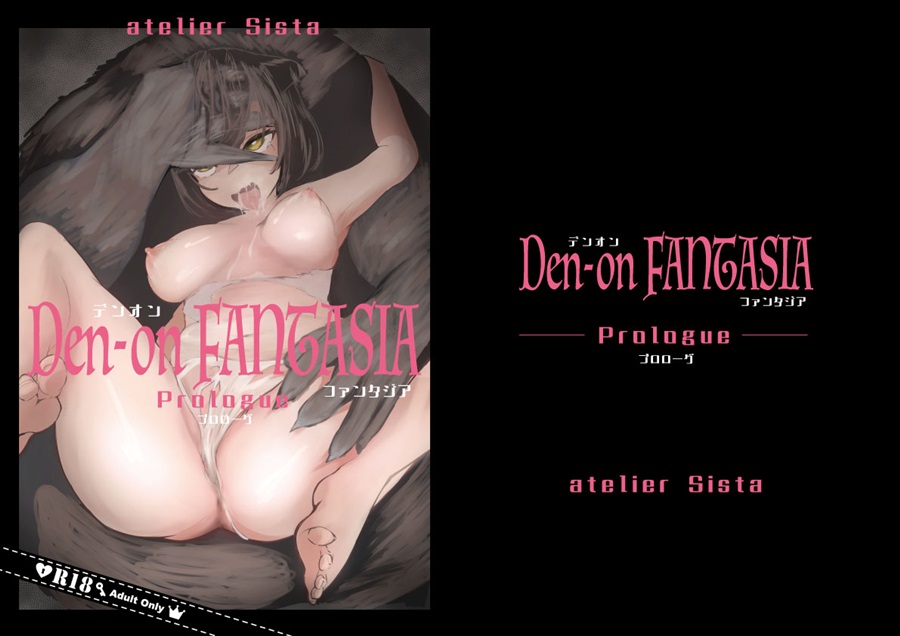 atelier Sista
デンオン
Den-on FANTASIA
ファンタジア
Prologue
プロローグ
R18
Adult Only
デンオン
Den-on FANTASIA
ファンタジア
Prologue
プロローグ
atelier Sista